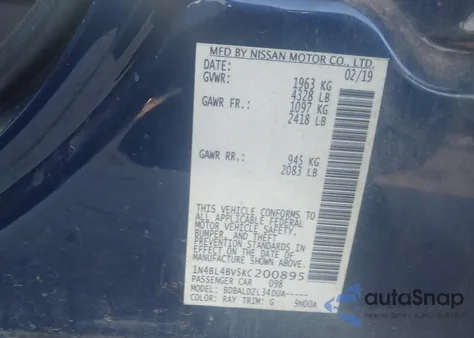 MFD BY NISSAN MOTOR CO., LTD.
DATE: 02/19
GVWR: 1963 KG
4328 LB
GAWR FR.: 1097 KG
2418 LB
GAWR RR.: 945 KG
2083 LB
THIS VEHICLE CONFORMS TO
ALL APPLICABLE FEDERAL
MOTOR VEHICLE SAFETY,
BUMPER, AND THEFT
PREVENTION STANDARDS IN
EFFECT ON THE DATE OF
MANUFACTURE SHOWN ABOVE.
1N4BL4BV5KC200895
PASSENGER CAR 098
MODEL: BDBALDZL34DUA-----
COLOR: RAY TRIM: G 9N00A
autoSnap